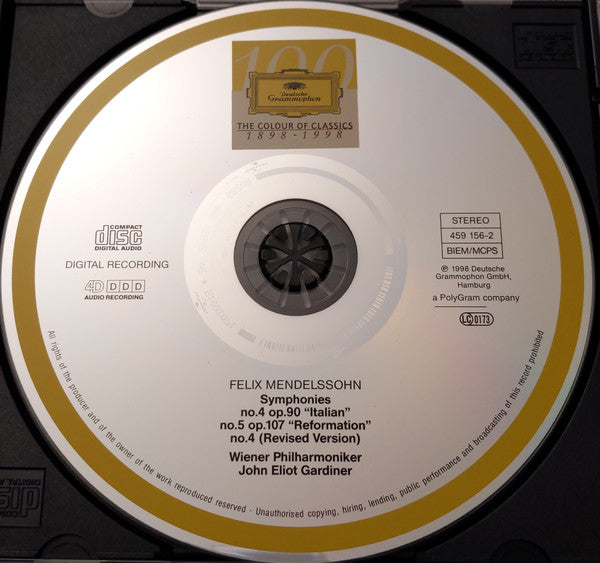 100
Deutsche
Grammophon
THE COLOUR OF CLASSICS
1898-1998
COMPACT
disc
DIGITAL AUDIO
DIGITAL RECORDING
4D DDD
AUDIO RECORDING
STEREO
459 156-2
BIEM/MCPS
℗ 1998 Deutsche
Grammophon GmbH,
Hamburg
a PolyGram company
LC 0173
FELIX MENDELSSOHN
Symphonies
no.4 op.90 “Italian”
no.5 op.107 “Reformation”
no.4 (Revised Version)
Wiener Philharmoniker
John Eliot Gardiner
All rights of the producer and of the owner of the work reproduced reserved · Unauthorised copying, hiring, lending, public performance and broadcasting of this record prohibited